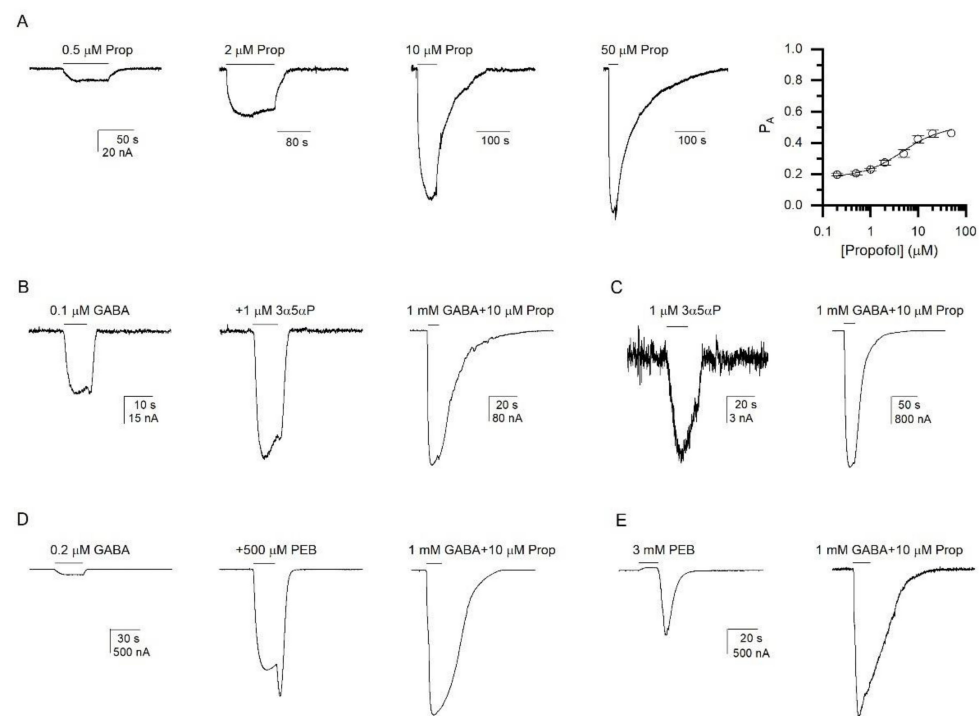 A
0.5 μM Prop
2 μM Prop
10 μM Prop
50 μM Prop
50 s
20 nA
80 s
100 s
100 s
1.0
0.8
0.6
0.4
0.2
0.0
P_A
0.1
1
10
100
[Propofol] (μM)
B
0.1 μM GABA
+1 μM 3α5αP
1 mM GABA+10 μM Prop
10 s
15 nA
20 s
80 nA
C
1 μM 3α5αP
1 mM GABA+10 μM Prop
20 s
3 nA
50 s
800 nA
D
0.2 μM GABA
+500 μM PEB
1 mM GABA+10 μM Prop
30 s
500 nA
E
3 mM PEB
1 mM GABA+10 μM Prop
20 s
500 nA